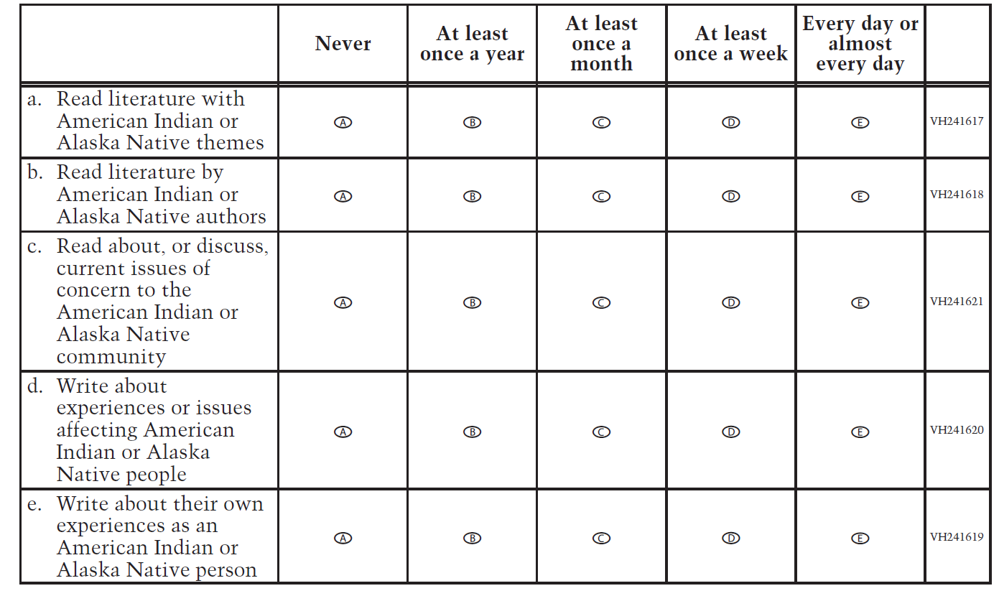 Never
At least
once a year
At least
once a
month
At least
once a week
Every day or
almost
every day
a. Read literature with
American Indian or
Alaska Native themes
A B C D E VH241617
b. Read literature by
American Indian or
Alaska Native authors
A B C D E VH241618
c. Read about, or discuss,
current issues of
concern to the
American Indian or
Alaska Native
community
A B C D E VH241621
d. Write about
experiences or issues
affecting American
Indian or Alaska
Native people
A B C D E VH241620
e. Write about their own
experiences as an
American Indian or
Alaska Native person
A B C D E VH241619